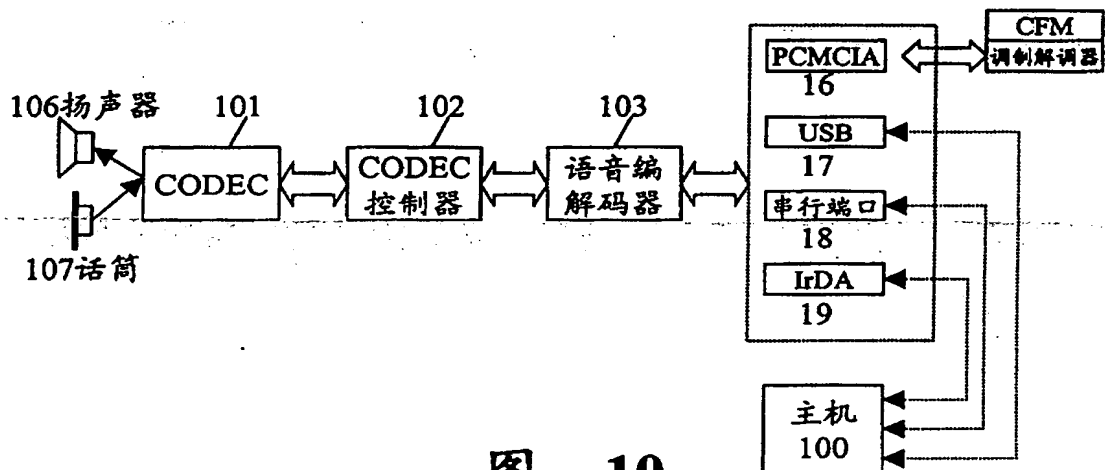 CFM
调制解调器
PCMCIA
16
106扬声器
101
102
103
USB
17
CODEC
CODEC
控制器
语音编
解码器
串行端口
18
107话筒
IrDA
19
主机
100
图 10